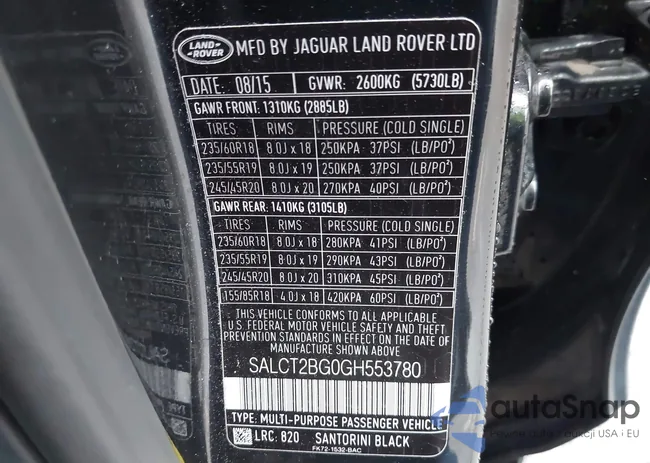 LAND
ROVER
MFD BY JAGUAR LAND ROVER LTD
DATE: 08/15 GVWR: 2600KG (5730LB)
GAWR FRONT: 1310KG (2885LB)
TIRES RIMS PRESSURE (COLD SINGLE)
235/60R18 8.0J x 18 250KPA 37PSI (LB/PO²)
235/55R19 8.0J x 19 250KPA 37PSI (LB/PO²)
245/45R20 8.0J x 20 270KPA 40PSI (LB/PO²)
GAWR REAR: 1410KG (3105LB)
TIRES RIMS PRESSURE (COLD SINGLE)
235/60R18 8.0J x 18 280KPA 41PSI (LB/PO²)
235/55R19 8.0J x 19 290KPA 43PSI (LB/PO²)
245/45R20 8.0J x 20 310KPA 45PSI (LB/PO²)
155/85R18 4.0J x 18 420KPA 60PSI (LB/PO²)
THIS VEHICLE CONFORMS TO ALL APPLICABLE
U.S. FEDERAL MOTOR VEHICLE SAFETY AND THEFT
PREVENTION STANDARDS IN EFFECT ON THE DATE
OF MANUFACTURE SHOWN ABOVE
SALCT2BG0GH553780
TYPE: MULTI-PURPOSE PASSENGER VEHICLE
LRC: 820 SANTORINI BLACK
FK72-1532-BAC
autoSnap
autodukcji USA i EU